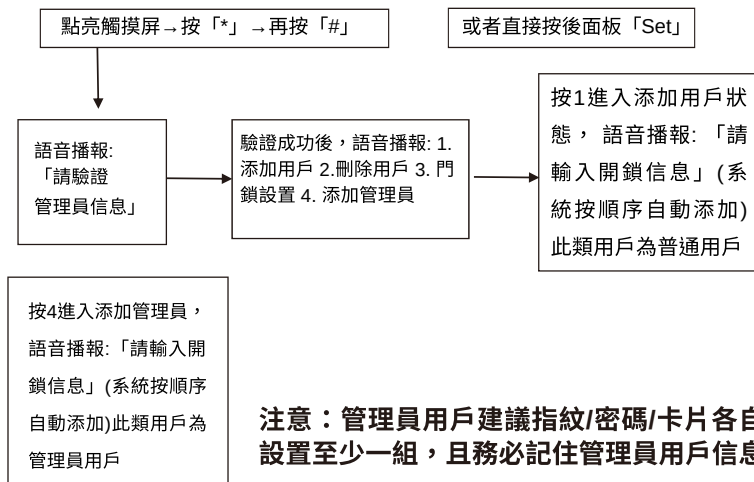 點亮觸摸屏→按「*」→再按「#」
或者直接按後面板「Set」
語音播報:
「請驗證
管理員信息」
驗證成功後，語音播報: 1.
添加用戶 2.刪除用戶 3. 門
鎖設置 4. 添加管理員
按1進入添加用戶狀
態， 語音播報: 「請
輸入開鎖信息」(系
統按順序自動添加)
此類用戶為普通用戶
按4進入添加管理員，
語音播報:「請輸入開
鎖信息」(系統按順序
自動添加)此類用戶為
管理員用戶
注意：管理員用戶建議指紋/密碼/卡片各自
設置至少一組，且務必記住管理員用戶信息